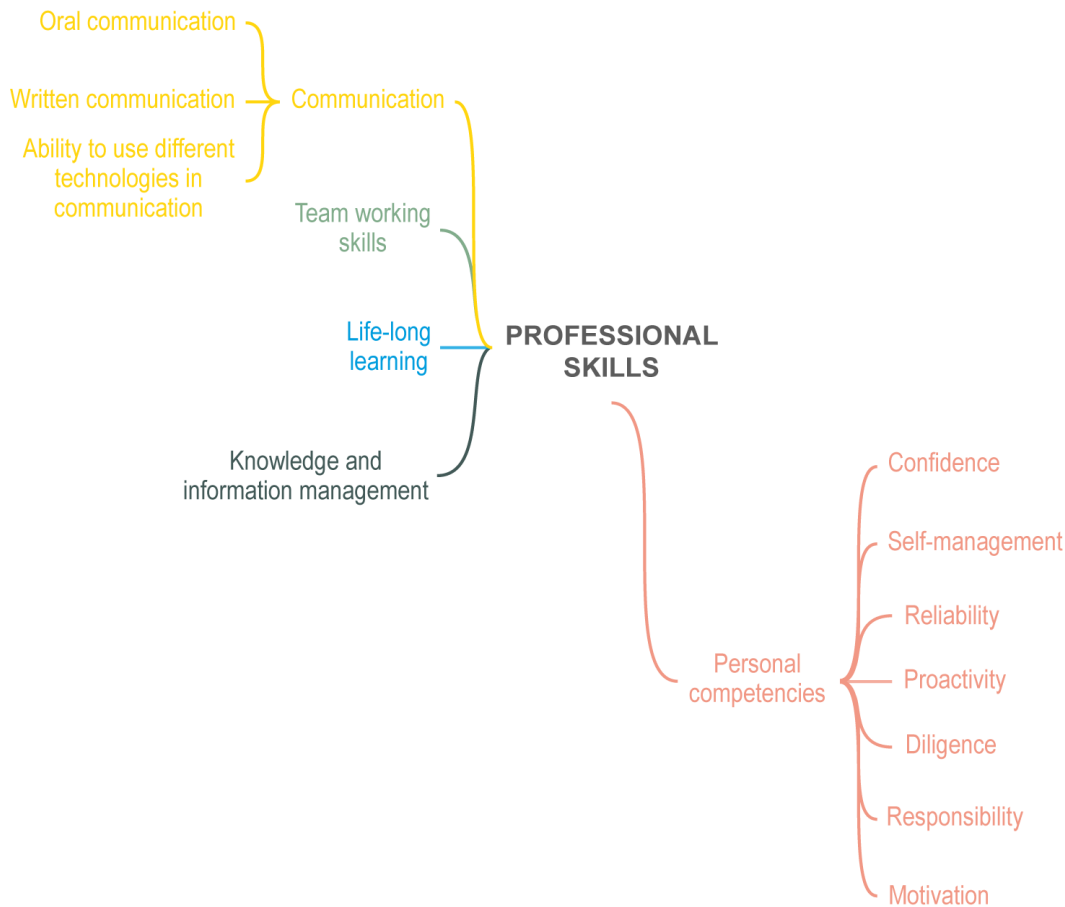 Oral communication
Written communication
Communication
Ability to use different
technologies in
communication
Team working
skills
Life-long
learning
PROFESSIONAL
SKILLS
Knowledge and
information management
Personal
competencies
Confidence
Self-management
Reliability
Proactivity
Diligence
Responsibility
Motivation